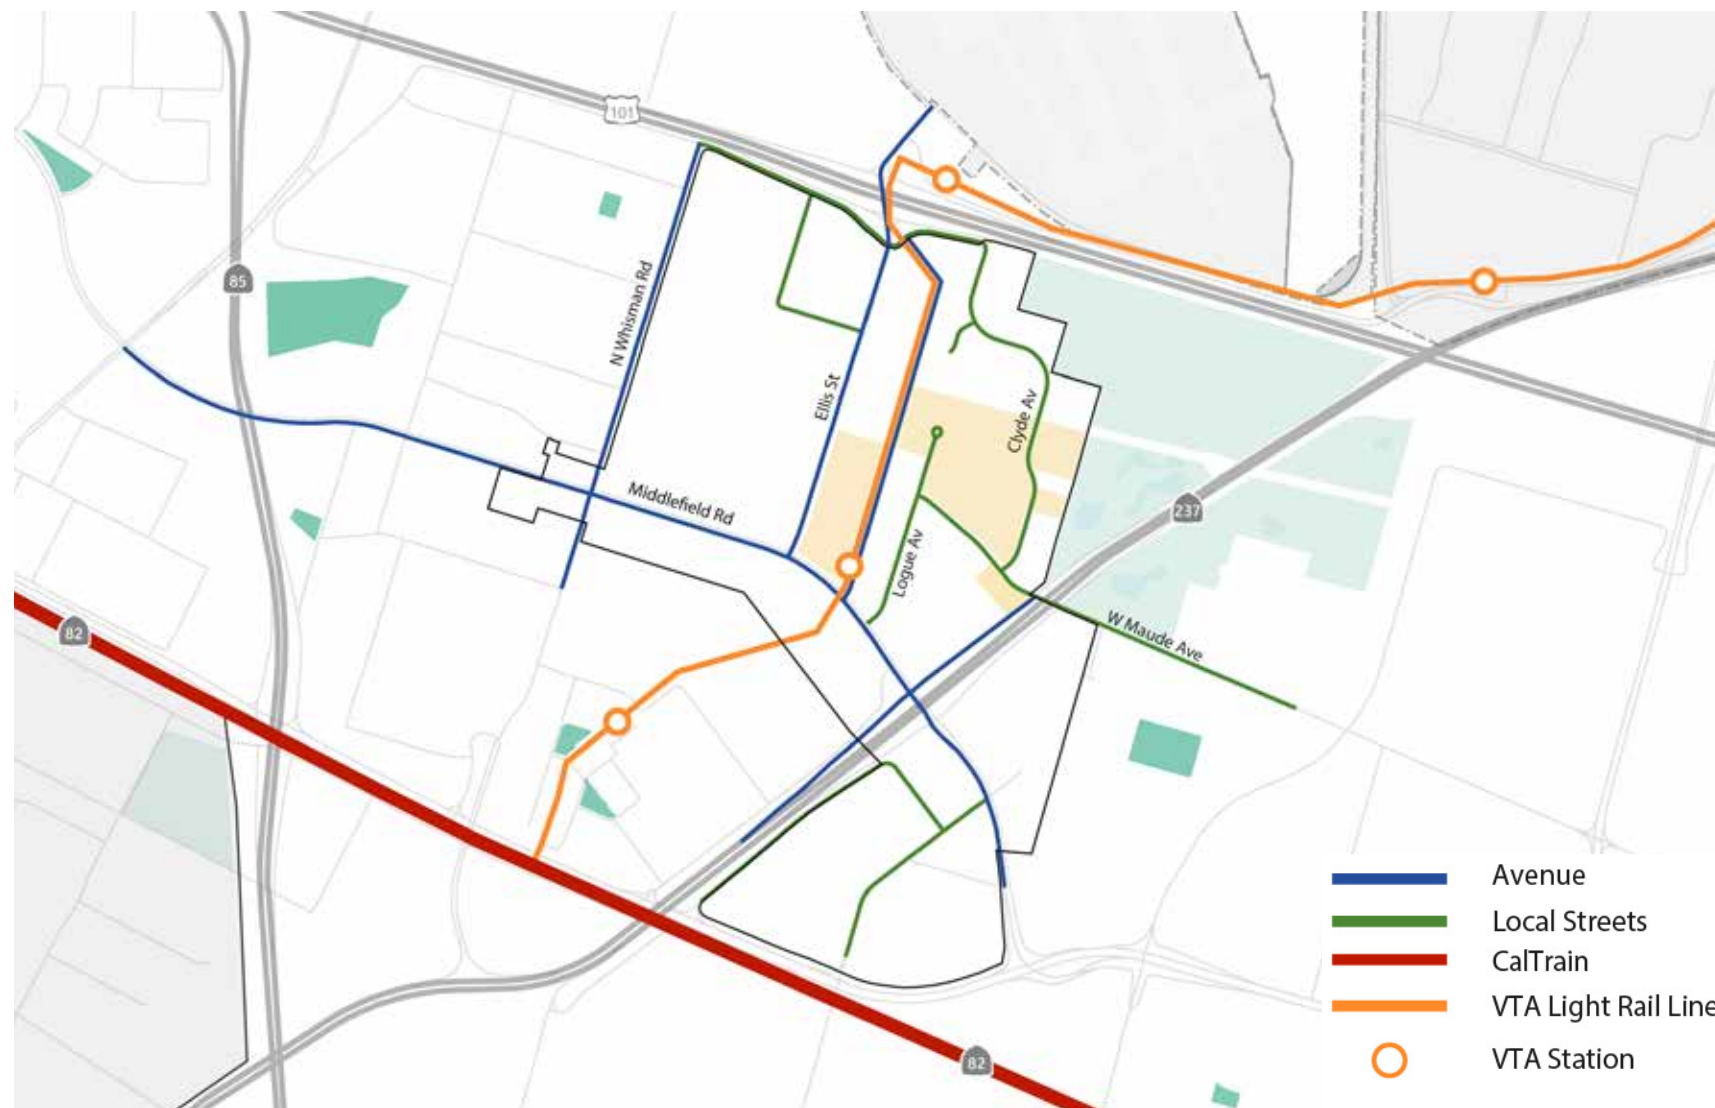 101
85
N Whisman Rd
Ellis St
Clyde Av
Middlefield Rd
237
Logue Av
W Maude Ave
82
82
Avenue
Local Streets
CalTrain
VTA Light Rail Line
VTA Station